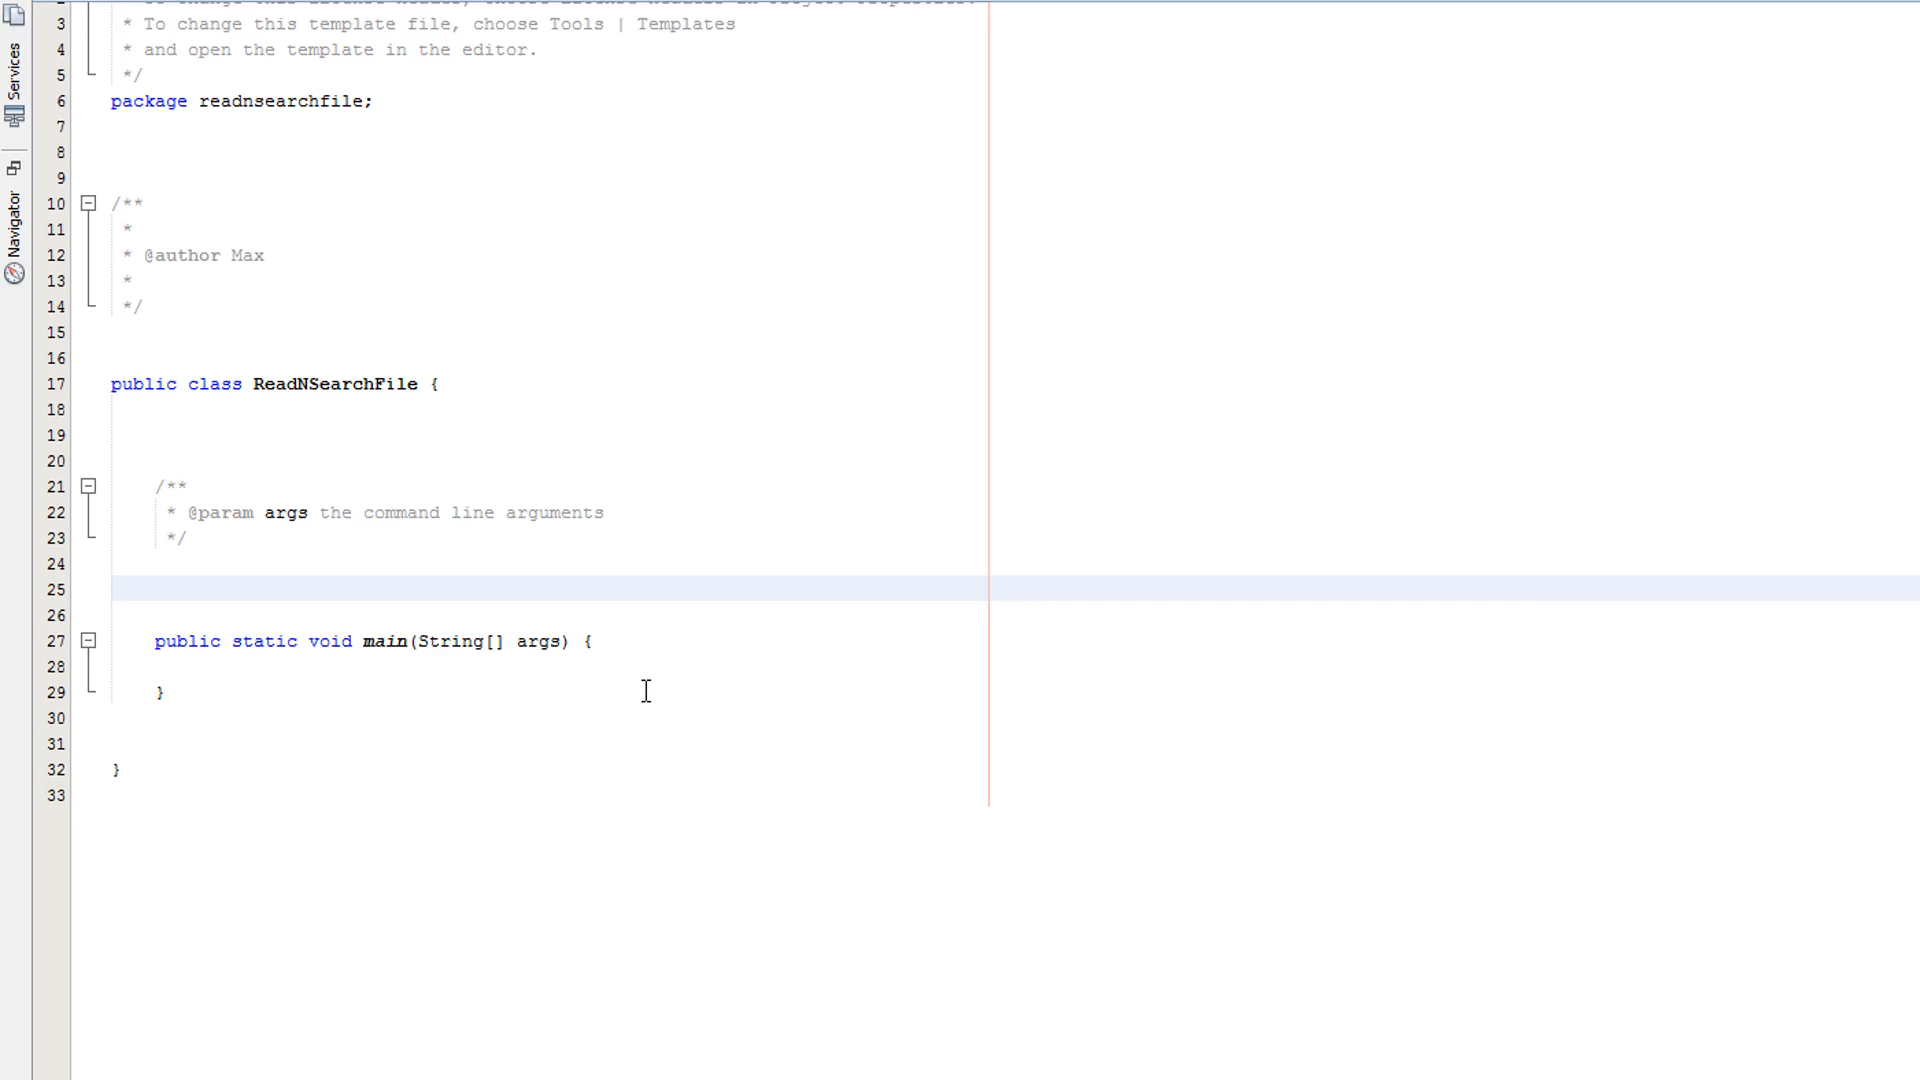 Services
Navigator
3 * To change this template file, choose Tools | Templates
4 * and open the template in the editor.
5 */
6 package readnsearchfile;
7
8
9
10 /**
11 *
12 * @author Max
13 *
14 */
15
16
17 public class ReadNSearchFile {
18
19
20
21 /**
22 * @param args the command line arguments
23 */
24
25
26
27 public static void main(String[] args) {
28
29 }
30
31
32 }
33